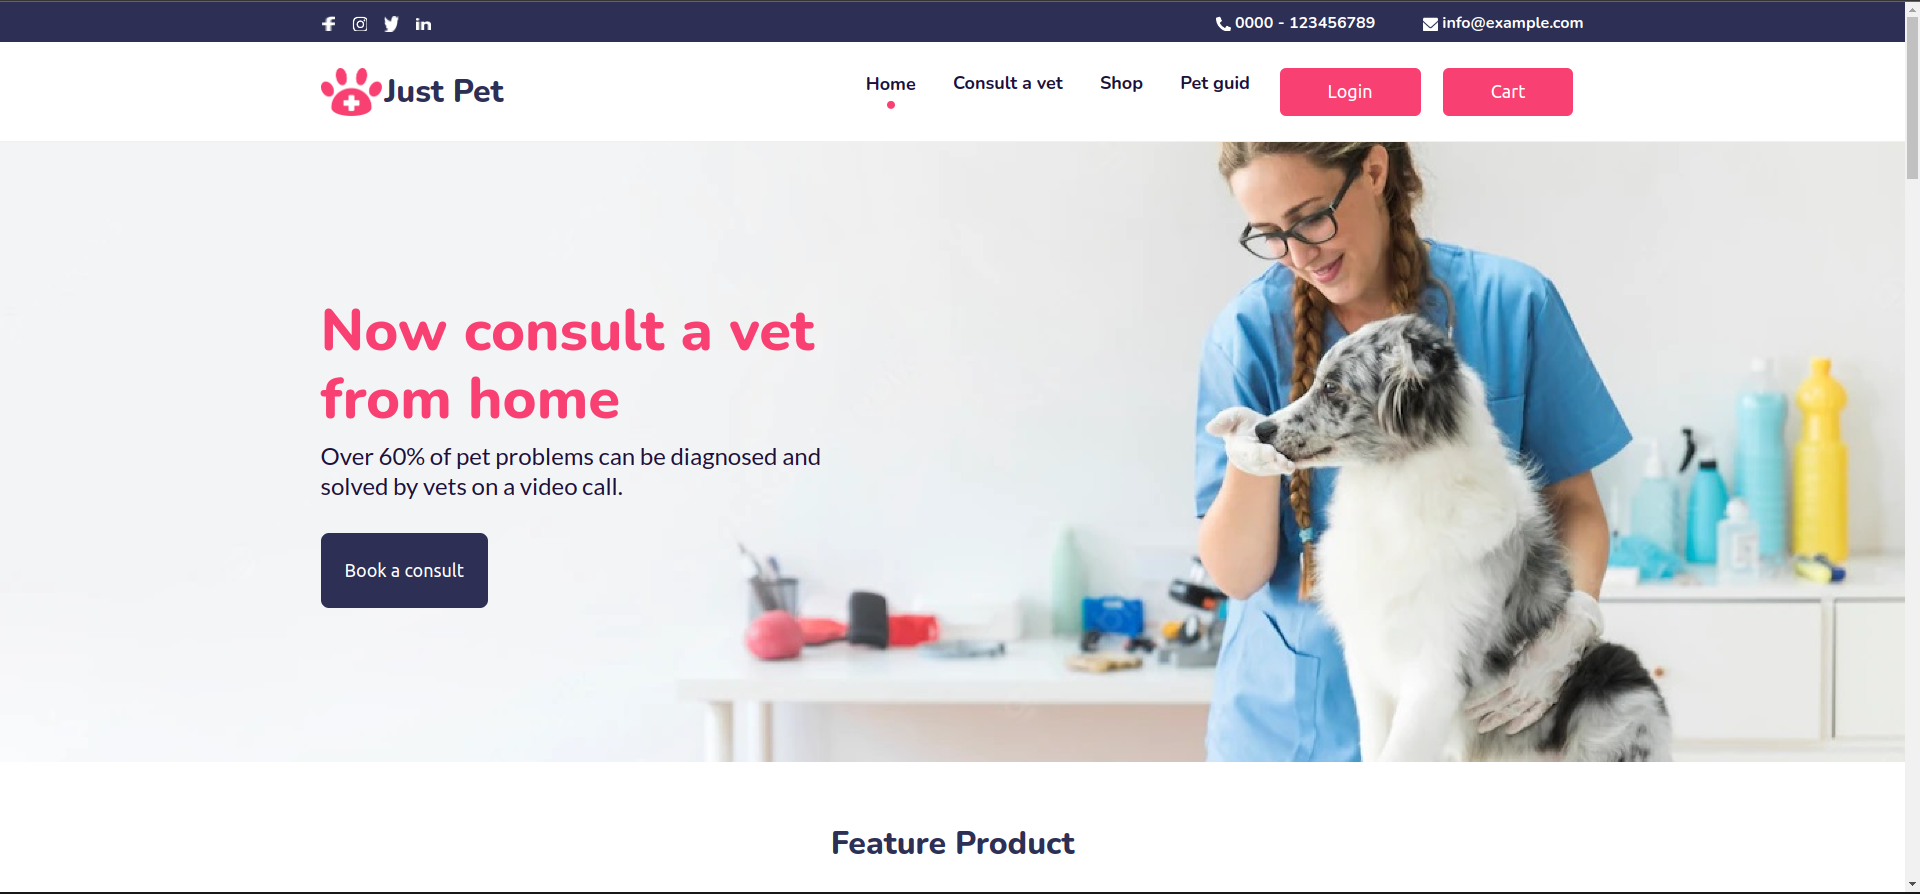 0000 - 123456789
info@example.com
Just Pet
Home
Consult a vet
Shop
Pet guid
Login
Cart
Now consult a vet
from home
Over 60% of pet problems can be diagnosed and
solved by vets on a video call.
Book a consult
Feature Product